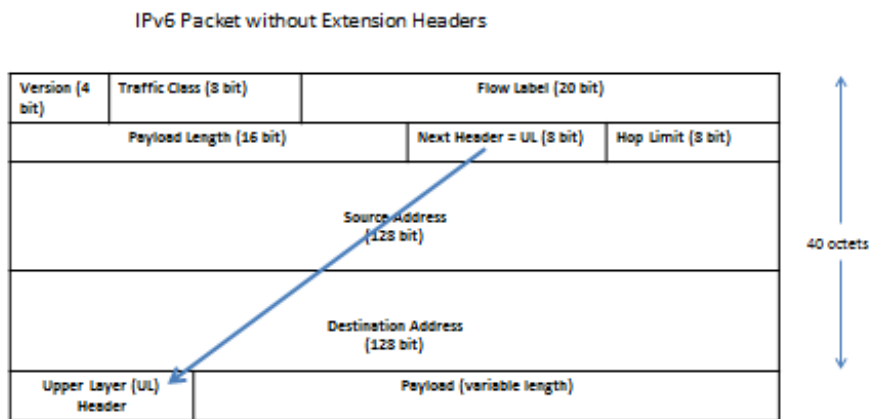 IPv6 Packet without Extension Headers
Version (4
bit)
Traffic Class (8 bit)
Flow Label (20 bit)
Payload Length (16 bit)
Next Header = UL (8 bit)
Hop Limit (8 bit)
Source Address
(128 bit)
40 octets
Destination Address
(128 bit)
Upper Layer (UL)
Header
Payload (variable length)